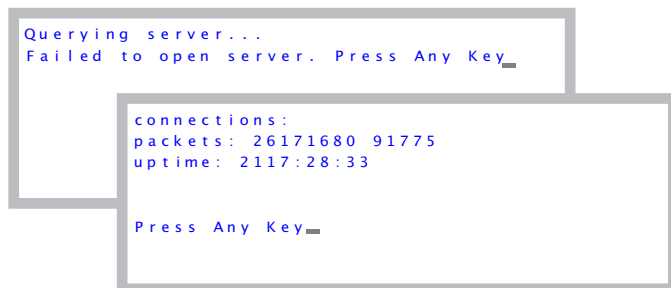 Querying server...
Failed to open server. Press Any Key
connections:
packets: 26171680 91775
uptime: 2117:28:33
Press Any Key